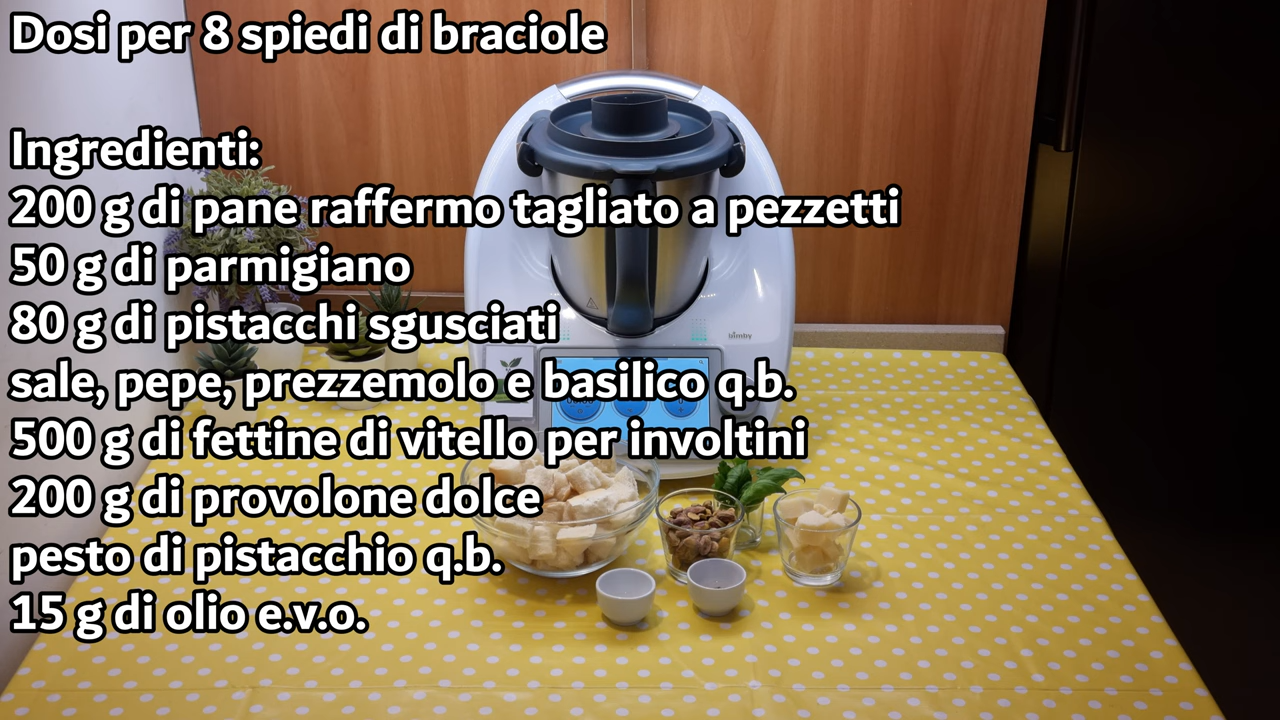 Dosi per 8 spiedi di braciole
Ingredienti:
200 g di pane raffermo tagliato a pezzetti
50 g di parmigiano
80 g di pistacchi sgusciati
sale, pepe, prezzemolo e basilico q.b.
500 g di fettine di vitello per involtini
200 g di provolone dolce
pesto di pistacchio q.b.
15 g di olio e.v.o.